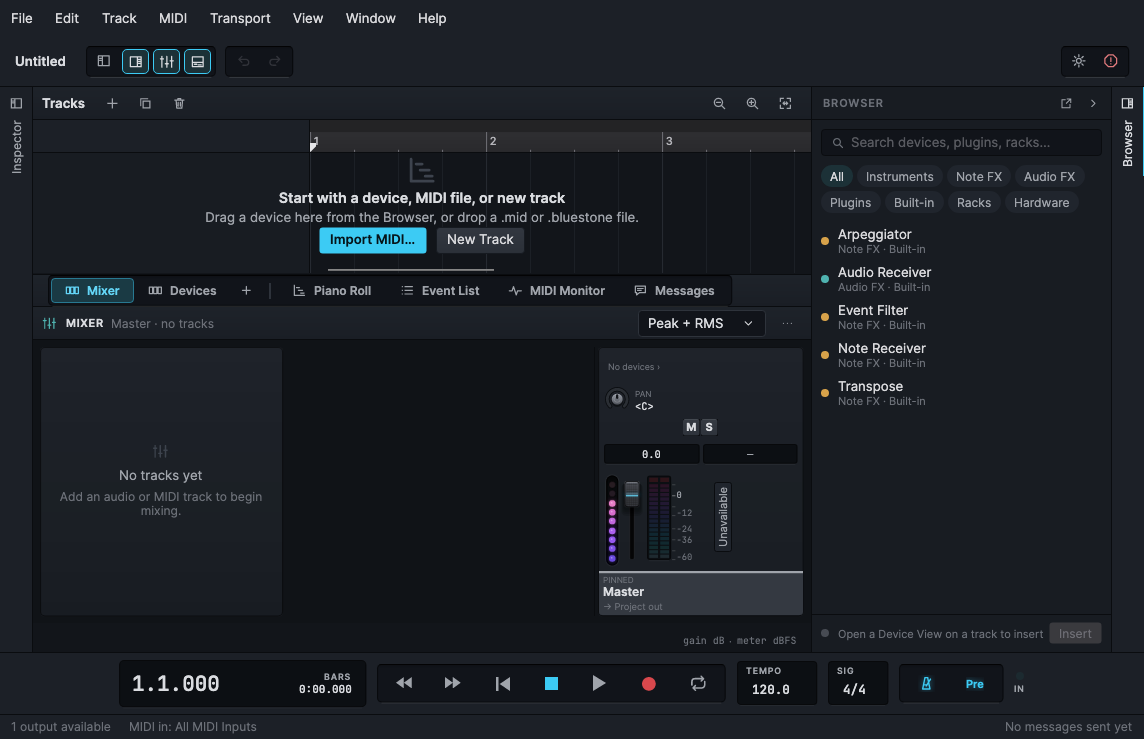 File Edit Track MIDI Transport View Window Help
Untitled
Inspector
Tracks
1 2 3
Start with a device, MIDI file, or new track
Drag a device here from the Browser, or drop a .mid or .bluestone file.
Import MIDI... New Track
Mixer Devices + Piano Roll Event List MIDI Monitor Messages
MIXER Master · no tracks Peak + RMS ...
No tracks yet
Add an audio or MIDI track to begin
mixing.
No devices ›
PAN
<C>
M S
0.0 —
-0
-12
-24
-36
-60
Unavailable
PINNED
Master
→ Project out
gain dB · meter dBFS
BROWSER
Search devices, plugins, racks...
All Instruments Note FX Audio FX
Plugins Built-in Racks Hardware
Arpeggiator
Note FX · Built-in
Audio Receiver
Audio FX · Built-in
Event Filter
Note FX · Built-in
Note Receiver
Note FX · Built-in
Transpose
Note FX · Built-in
Open a Device View on a track to insert Insert
Browser
1.1.000
BARS
0:00.000
TEMPO
120.0
SIG
4/4
Pre
IN
1 output available MIDI in: All MIDI Inputs No messages sent yet